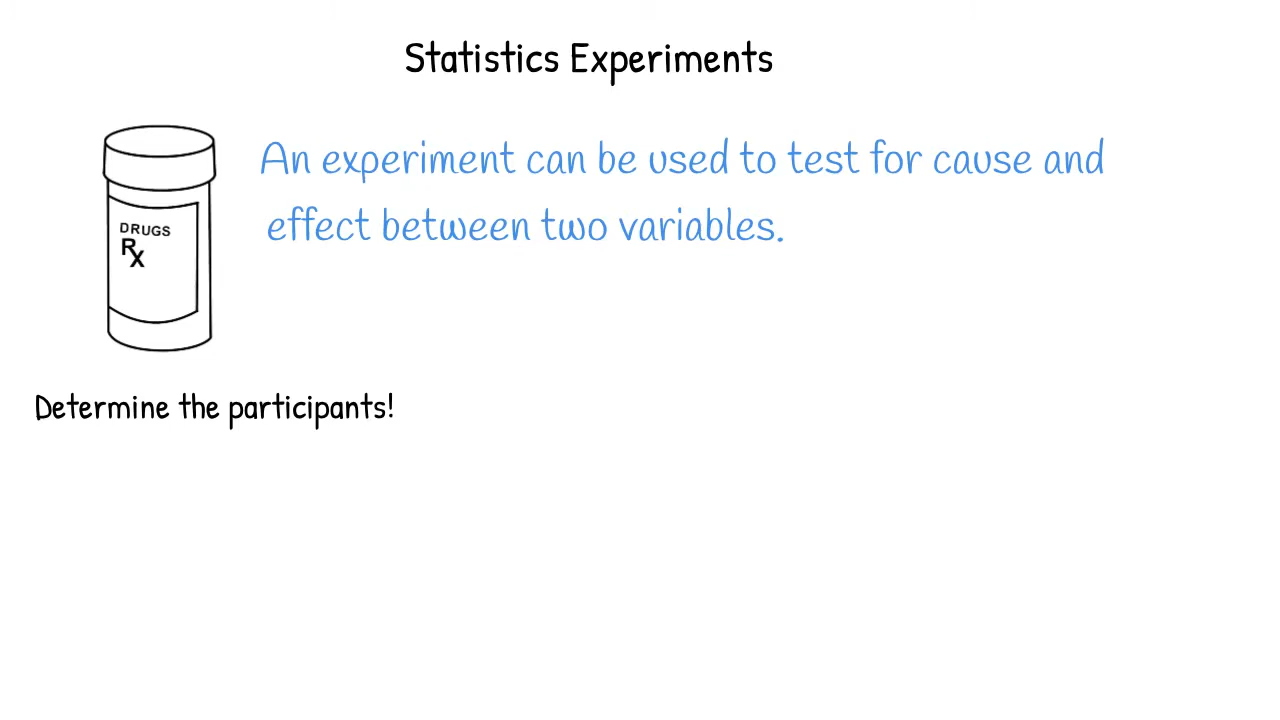 Statistics Experiments
An experiment can be used to test for cause and
effect between two variables.
DRUGS
Rx
Determine the participants!